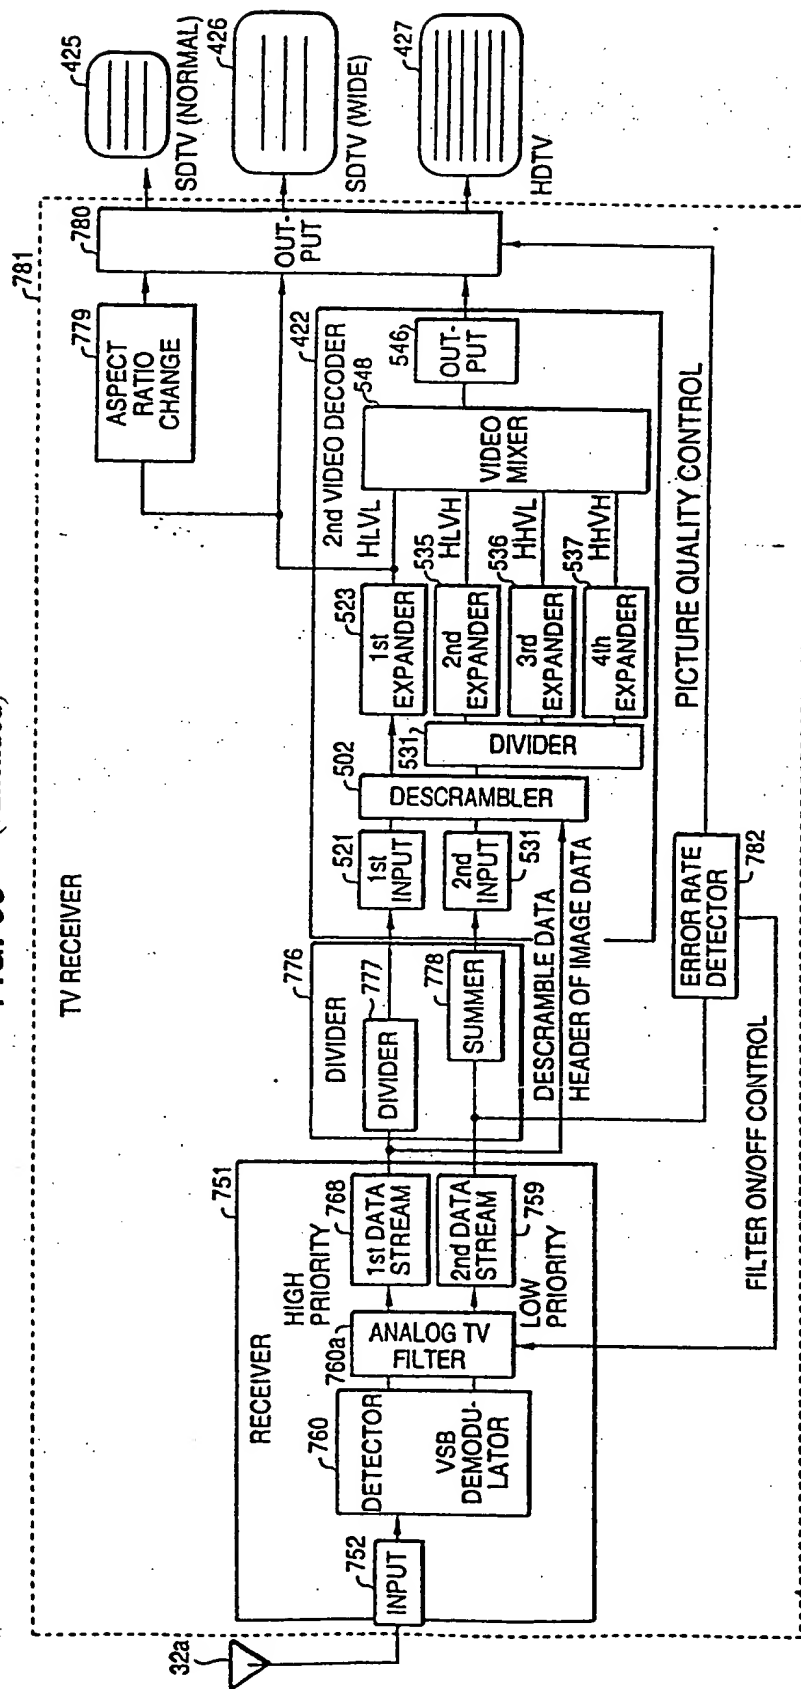 TV RECEIVER
781
32a
752
INPUT
RECEIVER
751
760
DETECTOR
VSB
DEMODU-
LATOR
760a
ANALOG TV
FILTER
HIGH
PRIORITY
768
1st DATA
STREAM
2nd DATA
STREAM
759
LOW
PRIORITY
776
DIVIDER
777
DIVIDER
778
SUMMER
DESCRAMBLE DATA
HEADER OF IMAGE DATA
422
2nd VIDEO DECODER
521
1st
INPUT
2nd
INPUT
531
502
DESCRAMBLER
531
DIVIDER
523
1st
EXPANDER
535
2nd
EXPANDER
536
3rd
EXPANDER
537
4th
EXPANDER
HLVL
HLVH
HHVL
HHVH
548
VIDEO
MIXER
546
OUT-
PUT
779
ASPECT
RATIO
CHANGE
780
OUT-
PUT
425
SDTV (NORMAL)
426
SDTV (WIDE)
427
HDTV
782
ERROR RATE
DETECTOR
FILTER ON/OFF CONTROL
PICTURE QUALITY CONTROL